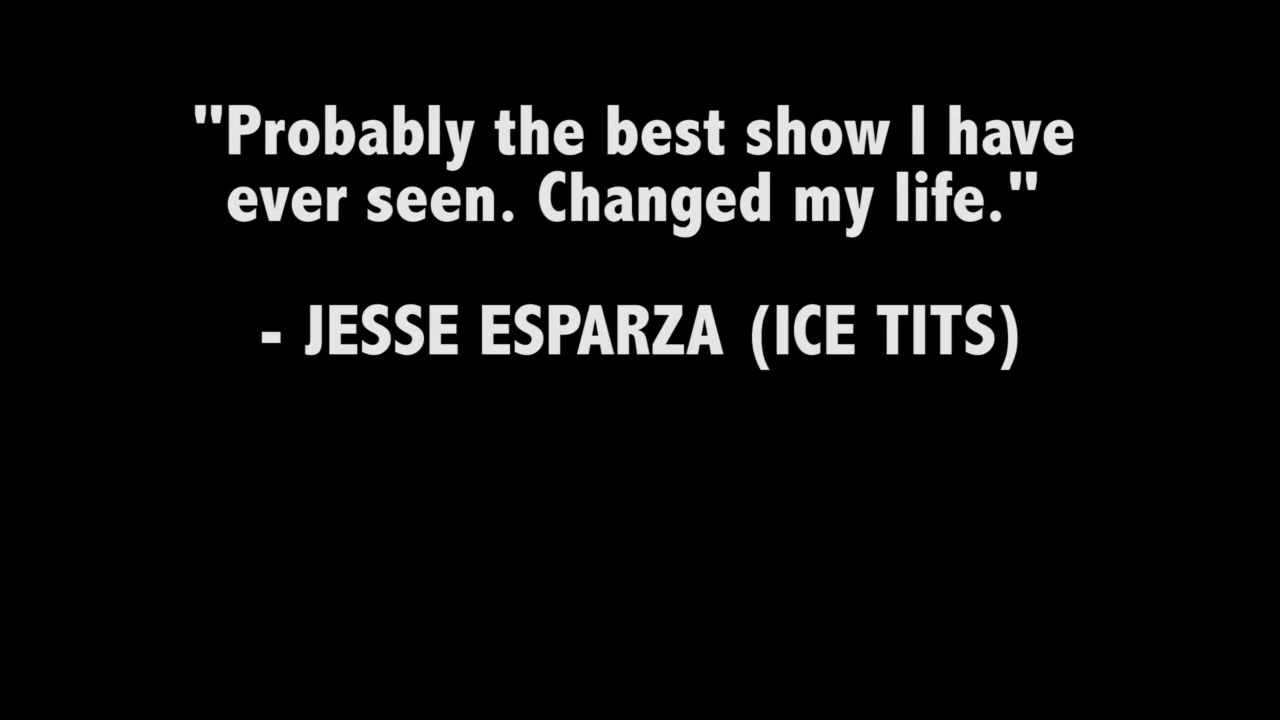 "Probably the best show I have
ever seen. Changed my life."
- JESSE ESPARZA (ICE TITS)